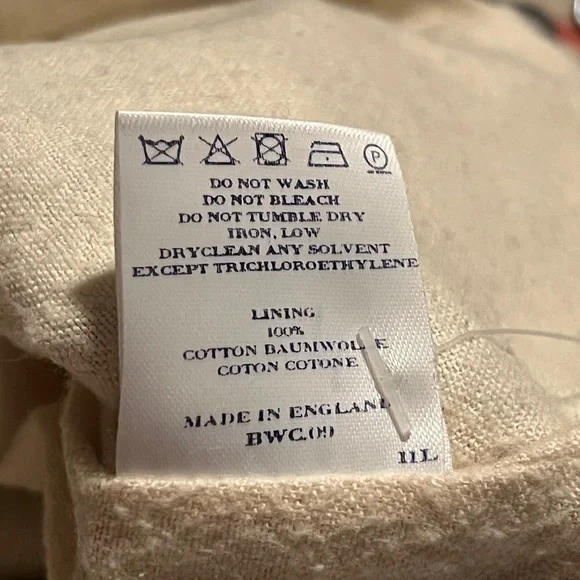 P
DO NOT WASH
DO NOT BLEACH
DO NOT TUMBLE DRY
IRON, LOW
DRYCLEAN ANY SOLVENT
EXCEPT TRICHLOROETHYLENE
LINING
100%
COTTON BAUMWOLLE
COTON COTONE
MADE IN ENGLAND
BWC.09
11L